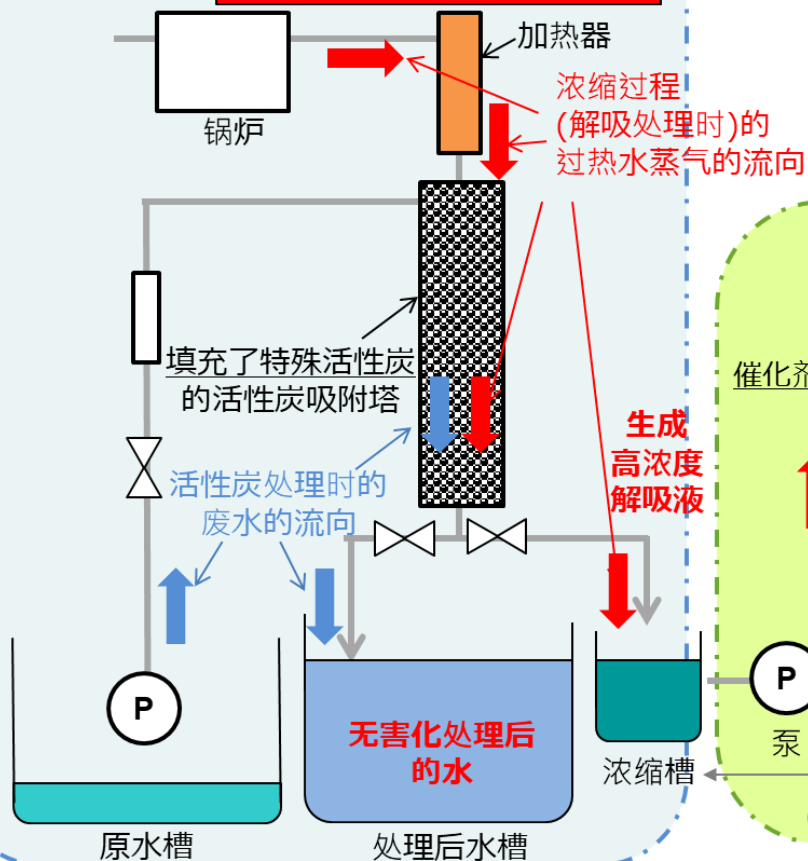 加热器
浓缩过程
(解吸处理时)的
过热水蒸气的流向
锅炉
填充了特殊活性炭
的活性炭吸附塔
催化剂
生成
高浓度
解吸液
活性炭处理时的
废水的流向
P
P
无害化处理后
的水
泵
浓缩槽
原水槽
处理后水槽